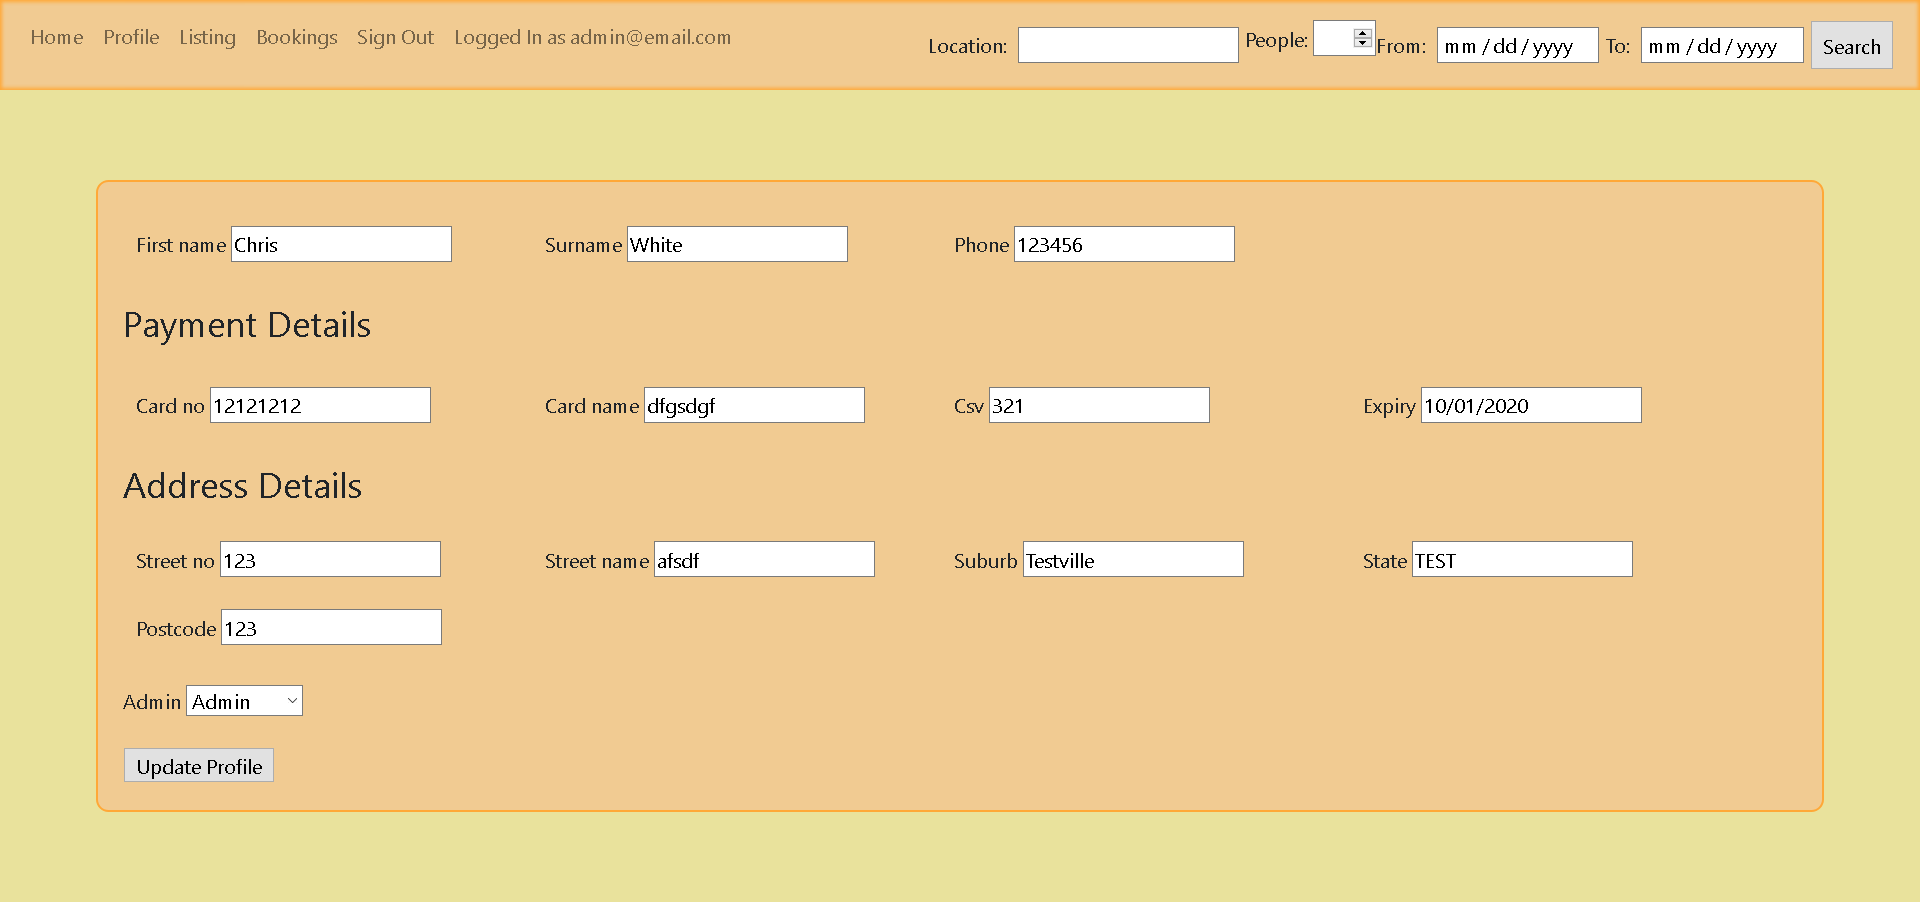 Home Profile Listing Bookings Sign Out Logged In as admin@email.com Location: People: From: mm/dd/yyyy To: mm/dd/yyyy Search
First name Chris Surname White Phone 123456
Payment Details
Card no 12121212 Card name dfgsdgf Csv 321 Expiry 10/01/2020
Address Details
Street no 123 Street name afsdf Suburb Testville State TEST
Postcode 123
Admin Admin
Update Profile